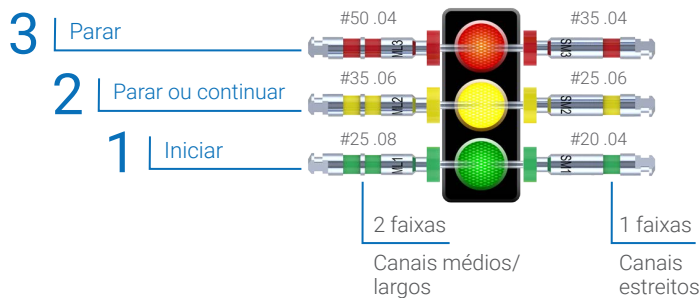 #50 .04
#35 .04
3
Parar
ML3
SM3
#35 .06
#25 .06
2
Parar ou continuar
ML2
SM2
#25 .08
#20 .04
1
Iniciar
ML1
SM1
2 faixas
1 faixas
Canais médios/
largos
Canais
estreitos